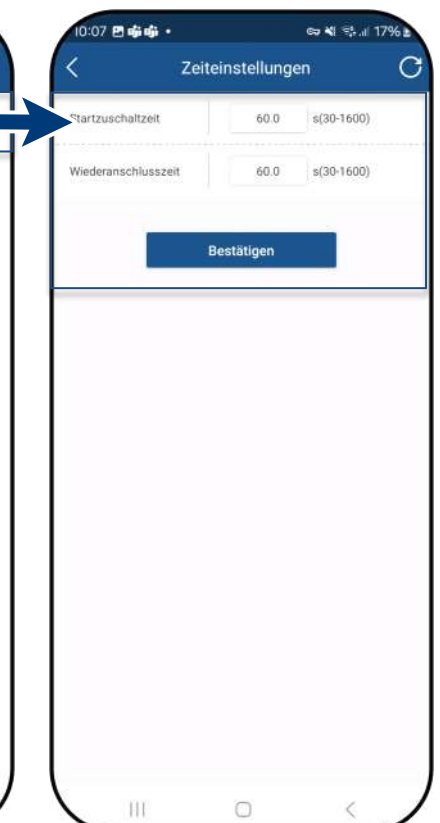 10:07 17%
Zeiteinstellungen
Startzuschaltzeit 60.0 s(30-1600)
Wiederanschlusszeit 60.0 s(30-1600)
Bestätigen